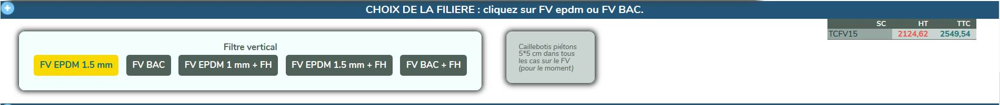 CHOIX DE LA FILIERE : cliquez sur FV epdm ou FV BAC.
SC HT TTC
TCFV15 2124,62 2549,54
Filtre vertical
FV EPDM 1.5 mm FV BAC FV EPDM 1 mm + FH FV EPDM 1.5 mm + FH FV BAC + FH
Caillebotis piétons
5*5 cm dans tous
les cas sur le FV
(pour le moment)